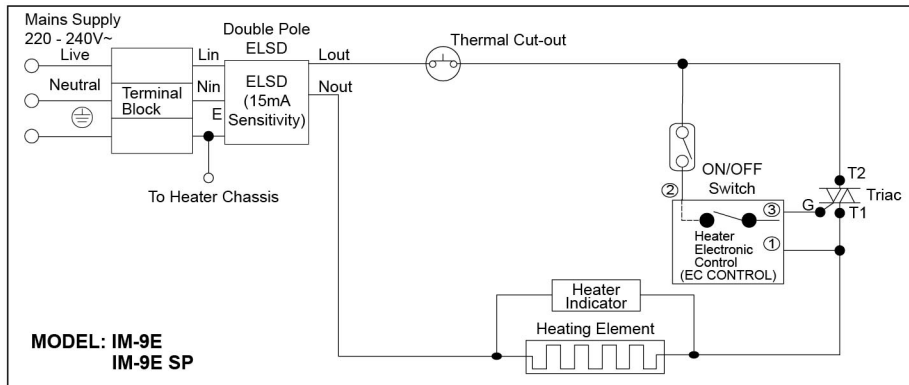 Mains Supply
220 - 240V~
Live
Neutral
Terminal
Block
Lin
Nin
E
To Heater Chassis
Double Pole
ELSD
ELSD
(15mA
Sensitivity)
Lout
Nout
Thermal Cut-out
ON/OFF
Switch
②
③
①
Heater
Electronic
Control
(EC CONTROL)
G
T2
T1
Triac
Heater
Indicator
Heating Element
MODEL: IM-9E
IM-9E SP